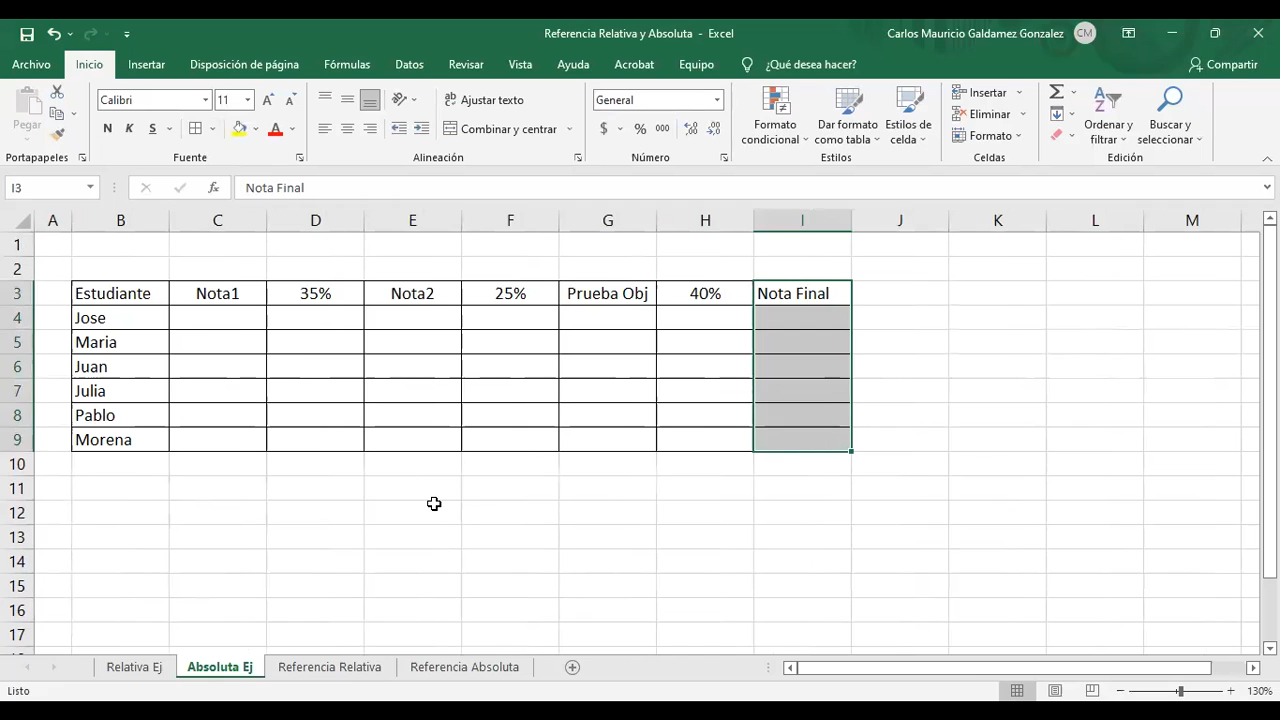 Referencia Relativa y Absoluta - Excel
Carlos Mauricio Galdamez Gonzalez
CM
Archivo
Inicio
Insertar
Disposición de página
Fórmulas
Datos
Revisar
Vista
Ayuda
Acrobat
Equipo
¿Qué desea hacer?
Compartir
Pegar
Portapapeles
Calibri
11
N K S
Fuente
Ajustar texto
Combinar y centrar
Alineación
General
$ % 000
Número
Formato condicional
Dar formato como tabla
Estilos de celda
Estilos
Insertar
Eliminar
Formato
Celdas
Ordenar y filtrar
Buscar y seleccionar
Edición
I3
fx
Nota Final
A B C D E F G H I J K L M
1
2
3 Estudiante Nota1 35% Nota2 25% Prueba Obj 40% Nota Final
4 Jose
5 Maria
6 Juan
7 Julia
8 Pablo
9 Morena
10
11
12
13
14
15
16
17
Relativa Ej
Absoluta Ej
Referencia Relativa
Referencia Absoluta
Listo
130%